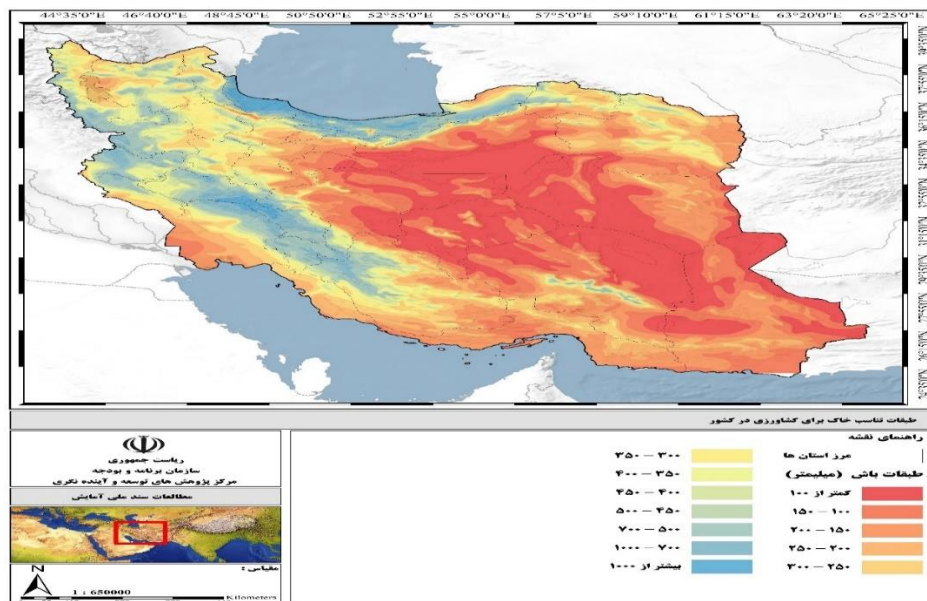 44°35'0"E 46°40'0"E 48°45'0"E 50°50'0"E 52°55'0"E 55°0'0"E 57°5'0"E 59°10'0"E 61°15'0"E 63°20'0"E 65°25'0"E
طبقات تناسب خاک برای کشاورزی در کشور
راهنمای نقشه
مرز استان ها
طبقات بارش (میلیمتر)
کمتر از ۱۰۰
۱۰۰ – ۱۵۰
۱۵۰ – ۲۰۰
۲۰۰ – ۲۵۰
۲۵۰ – ۳۰۰
۳۰۰ – ۳۵۰
۳۵۰ – ۴۰۰
۴۰۰ – ۴۵۰
۴۵۰ – ۵۰۰
۵۰۰ – ۷۰۰
۷۰۰ – ۱۰۰۰
بیشتر از ۱۰۰۰
ریاست جمهوری
سازمان برنامه و بودجه
مرکز پژوهش های توسعه و آینده نگری
مطالعات سند ملی آمایش
مقیاس :
N
1 : 650000
Kilometers